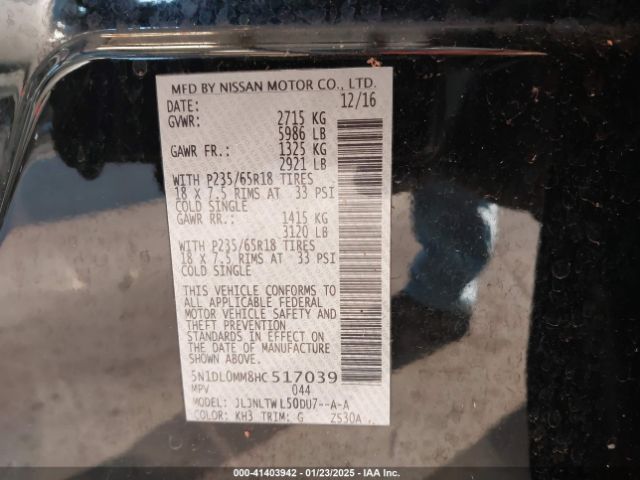 MFD BY NISSAN MOTOR CO., LTD.
DATE: 12/16
GVWR: 2715 KG
5986 LB
GAWR FR.: 1325 KG
2921 LB
WITH P235/65R18 TIRES
18 X 7.5 RIMS AT 33 PSI
COLD SINGLE
GAWR RR.: 1415 KG
3120 LB
WITH P235/65R18 TIRES
18 X 7.5 RIMS AT 33 PSI
COLD SINGLE
THIS VEHICLE CONFORMS TO
ALL APPLICABLE FEDERAL
MOTOR VEHICLE SAFETY AND
THEFT PREVENTION
STANDARDS IN EFFECT ON
THE DATE OF MANUFACTURE
SHOWN ABOVE.
5N1DL0MM8HC517039
MPV 044
MODEL: JLJNLTWL50DU7--A-A
COLOR: KH3 TRIM: G ZS30A
000-41403942 - 01/23/2025 - IAA Inc.